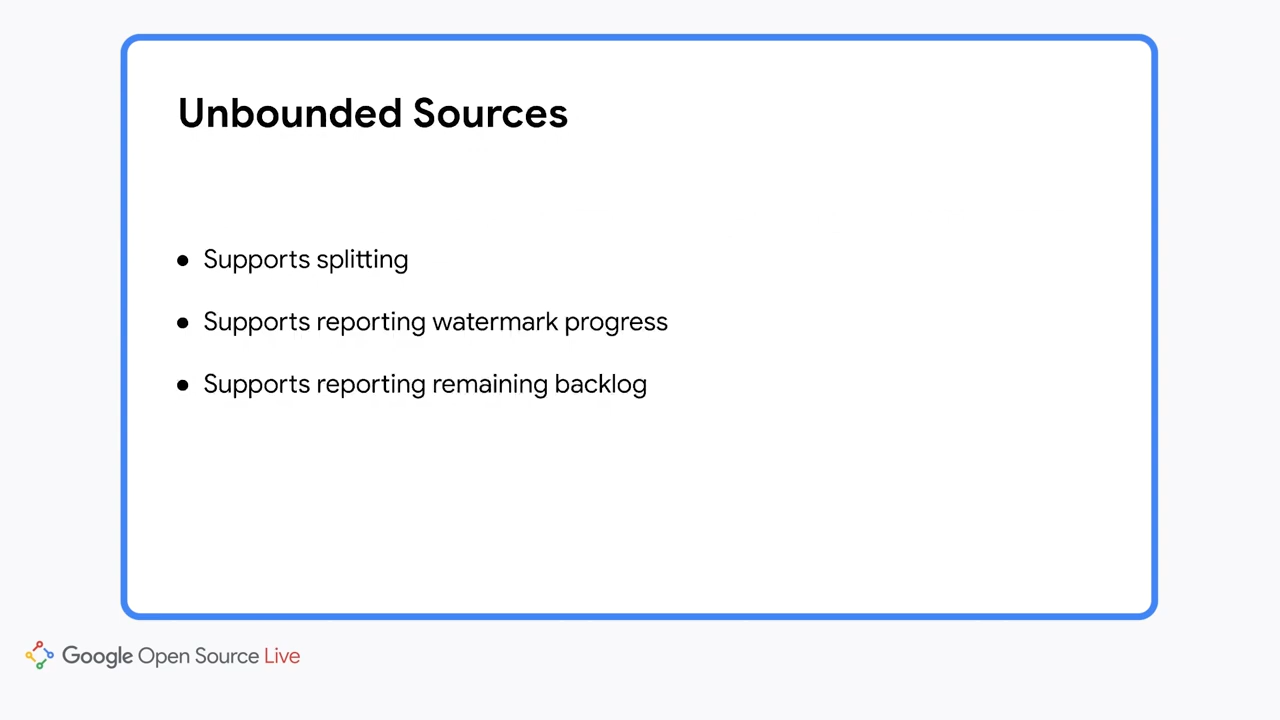 Unbounded Sources
● Supports splitting
● Supports reporting watermark progress
● Supports reporting remaining backlog
Google Open Source Live